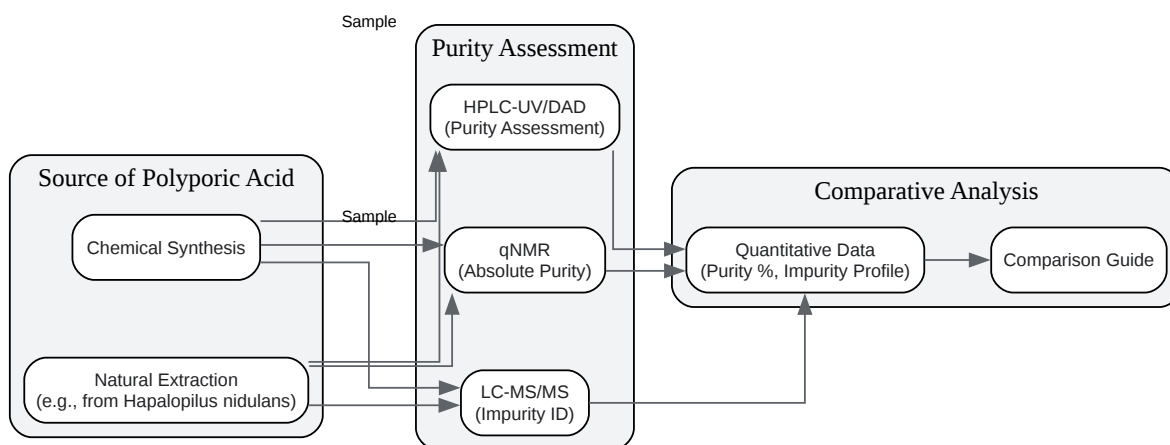 Sample
Purity Assessment
HPLC-UV/DAD
(Purity Assessment)
Source of Polyporic Acid
Chemical Synthesis
Sample
qNMR
(Absolute Purity)
Natural Extraction
(e.g., from Hapalopilus nidulans)
LC-MS/MS
(Impurity ID)
Comparative Analysis
Quantitative Data
(Purity %, Impurity Profile)
Comparison Guide